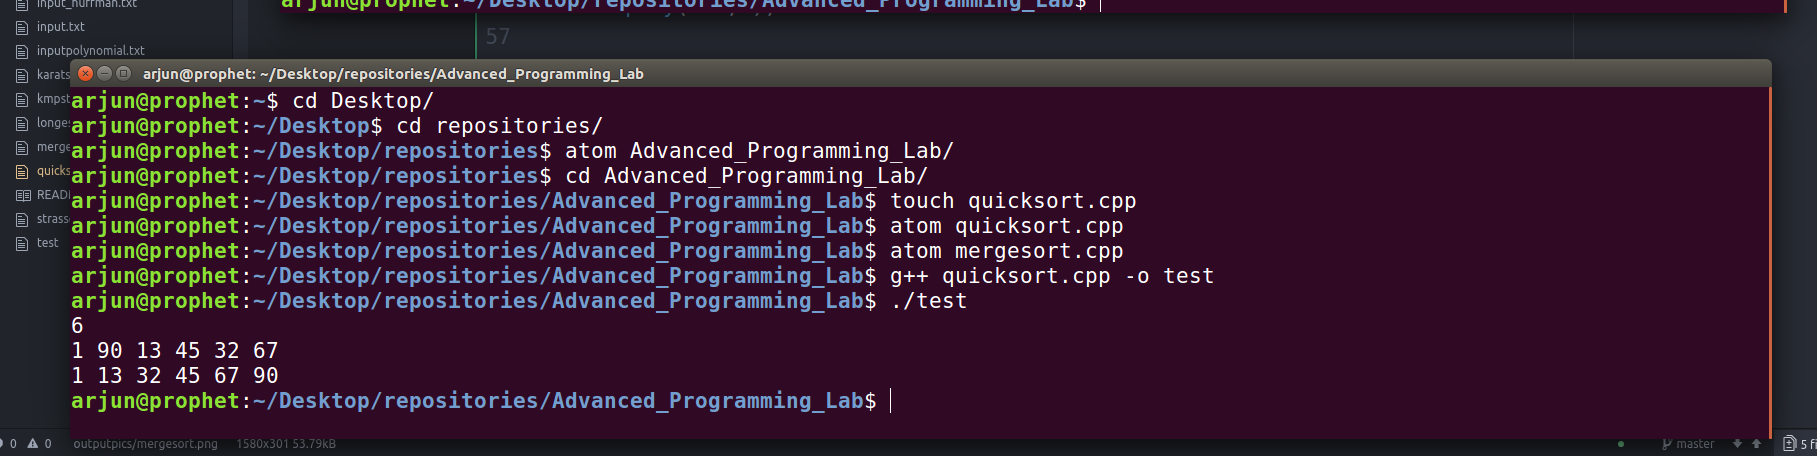 input_huffman.txt
arjun@prophet:~/Desktop/repositories/Advanced_Programming_Lab$
input.txt
57
inputpolynomial.txt
karats
arjun@prophet: ~/Desktop/repositories/Advanced_Programming_Lab
kmpst
arjun@prophet:~$ cd Desktop/
longes
arjun@prophet:~/Desktop$ cd repositories/
merge
arjun@prophet:~/Desktop/repositories$ atom Advanced_Programming_Lab/
quicks
arjun@prophet:~/Desktop/repositories$ cd Advanced_Programming_Lab/
READ
arjun@prophet:~/Desktop/repositories/Advanced_Programming_Lab$ touch quicksort.cpp
strass
arjun@prophet:~/Desktop/repositories/Advanced_Programming_Lab$ atom quicksort.cpp
test
arjun@prophet:~/Desktop/repositories/Advanced_Programming_Lab$ atom mergesort.cpp
arjun@prophet:~/Desktop/repositories/Advanced_Programming_Lab$ g++ quicksort.cpp -o test
arjun@prophet:~/Desktop/repositories/Advanced_Programming_Lab$ ./test
6
1 90 13 45 32 67
1 13 32 45 67 90
arjun@prophet:~/Desktop/repositories/Advanced_Programming_Lab$
0 0 outputpics/mergesort.png 1580x301 53.79kB master 5 fi